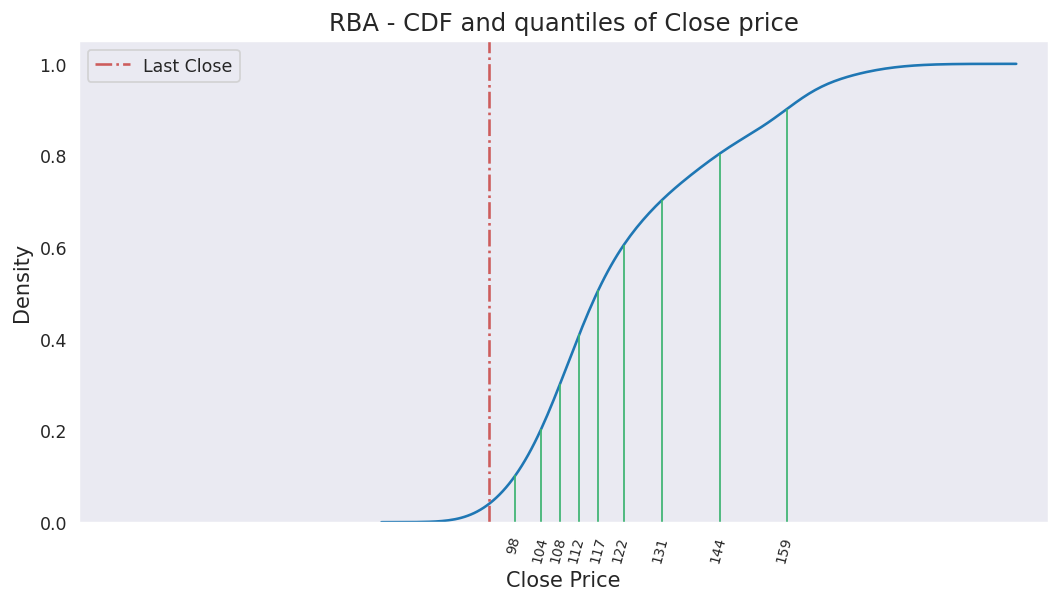 RBA - CDF and quantiles of Close price
Last Close
1.0
0.8
0.6
0.4
0.2
0.0
Density
98 104 108 112 117 122 131 144 159
Close Price